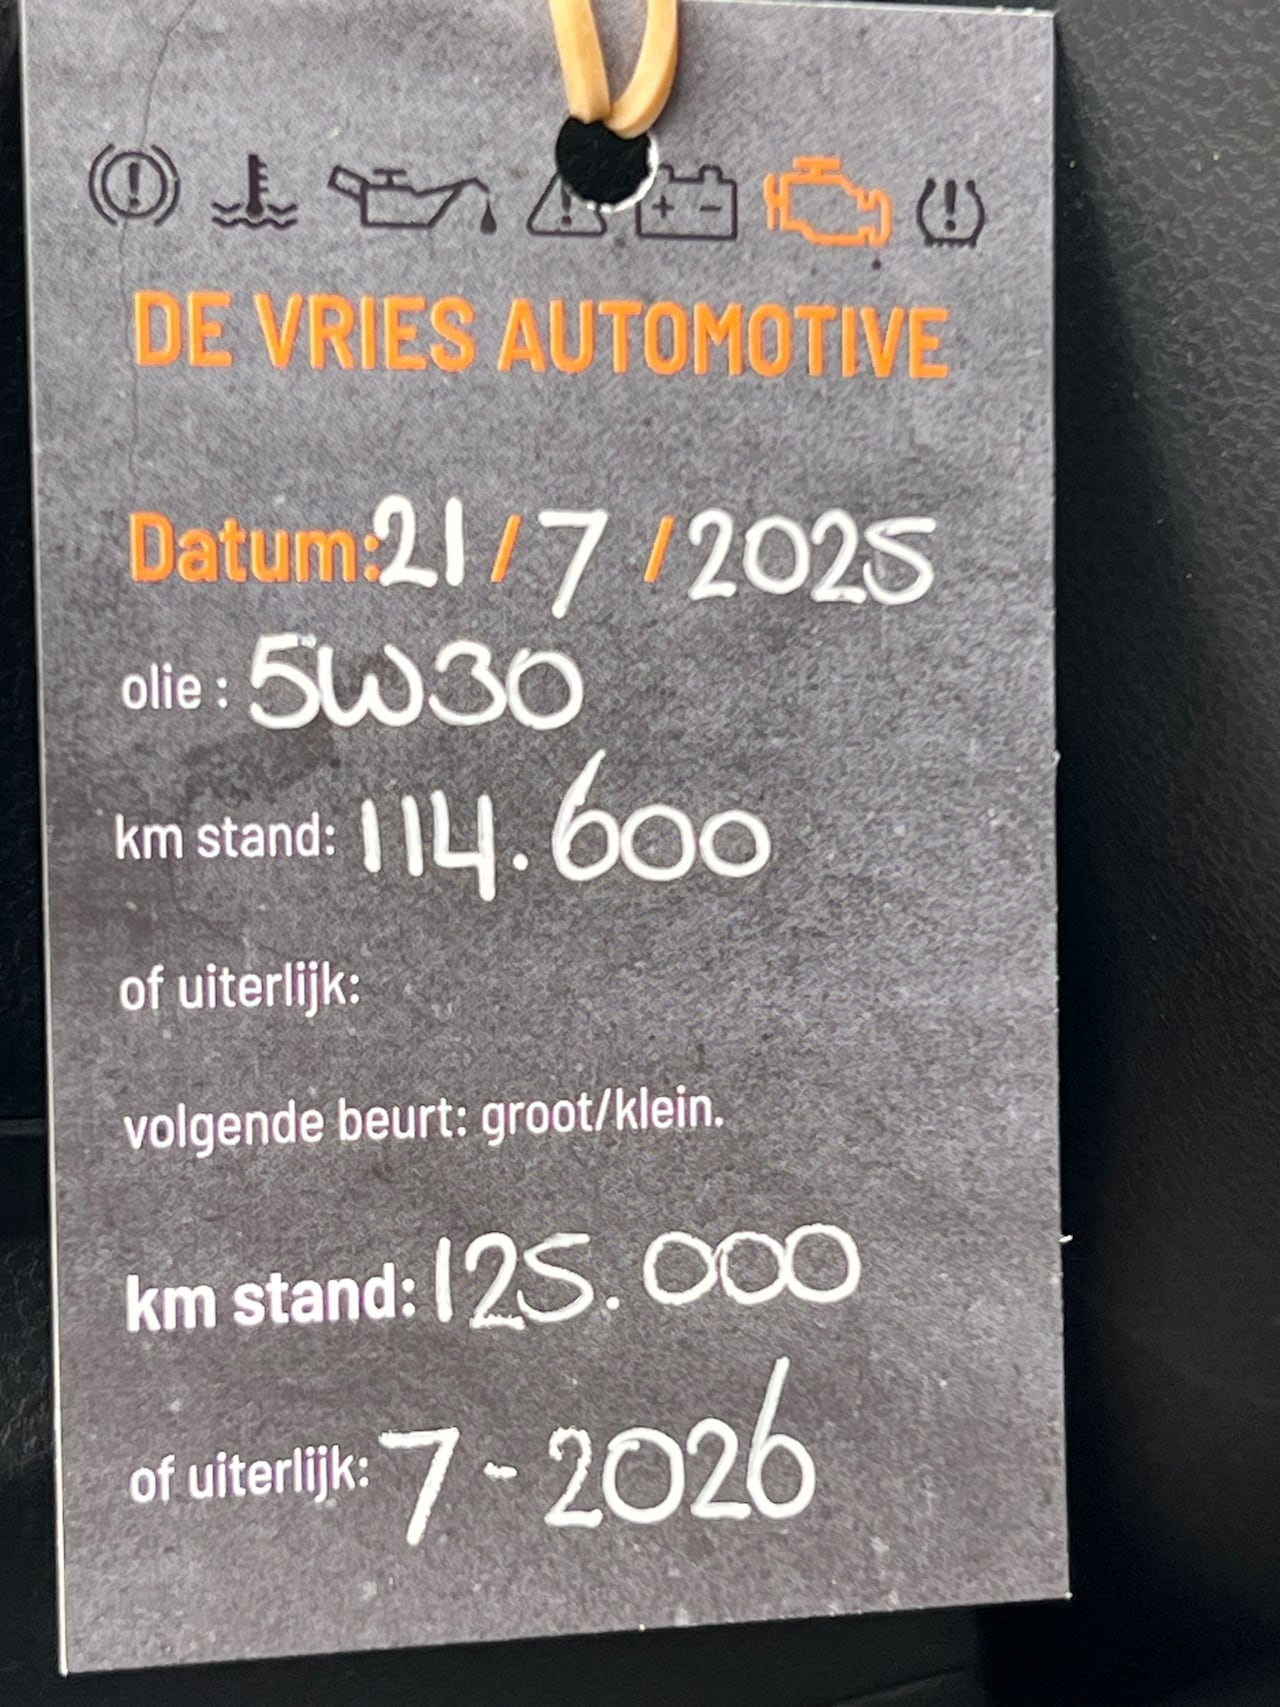 DE VRIES AUTOMOTIVE
Datum: 21 / 7 / 2025
olie : 5W30
km stand: 114.600
of uiterlijk:
volgende beurt: groot/klein.
km stand: 125.000
of uiterlijk: 7 - 2026